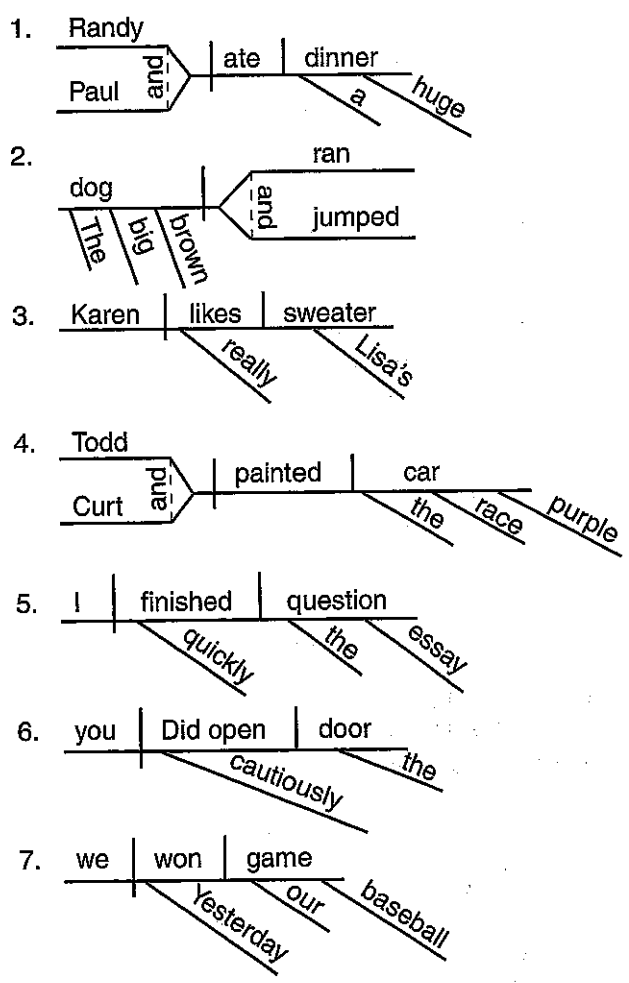 1. Randy
and
Paul
ate dinner
a huge
2. dog
The big brown
ran
and
jumped
3. Karen likes sweater
really Lisa's
4. Todd
and
Curt
painted car
the race purple
5. I finished question
quickly the essay
6. you Did open door
cautiously the
7. we won game
Yesterday our baseball